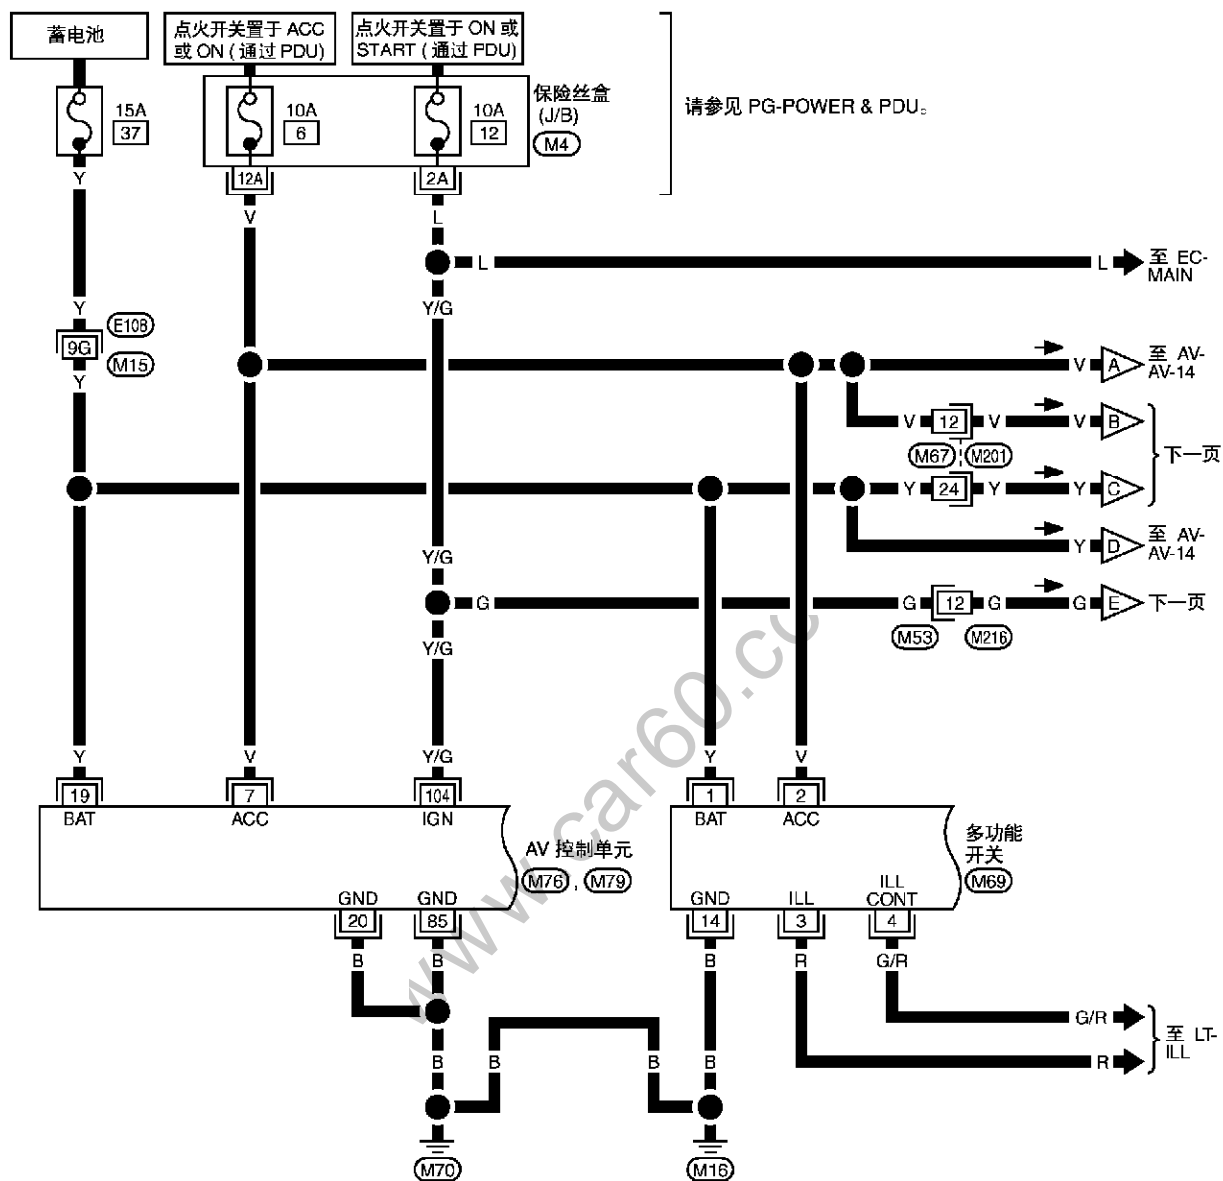 蓄电池
点火开关置于 ACC
或 ON ( 通过 PDU)
点火开关置于 ON 或
START ( 通过 PDU)
15A
37
10A
6
10A
12
保险丝盒
(J/B)
M4
请参见 PG-POWER & PDU。
12A
2A
Y
V
L
L
L
至 EC-
MAIN
Y
Y/G
E108
9G
M15
Y
V
A
至 AV-
AV-14
V
12
V
V
B
M67
M201
下一页
Y
24
Y
Y
C
Y/G
Y
D
至 AV-
AV-14
G
G
12
G
G
E
下一页
M53
M216
Y/G
www.car60.co
Y
V
Y/G
Y
V
19
7
104
1
2
BAT
ACC
IGN
BAT
ACC
AV 控制单元
M76 , M79
多功能
开关
M69
GND
GND
GND
ILL
ILL
CONT
20
85
14
3
4
B
B
B
R
G/R
G/R
至 LT-
ILL
B
B
B
B
R
M70
M16